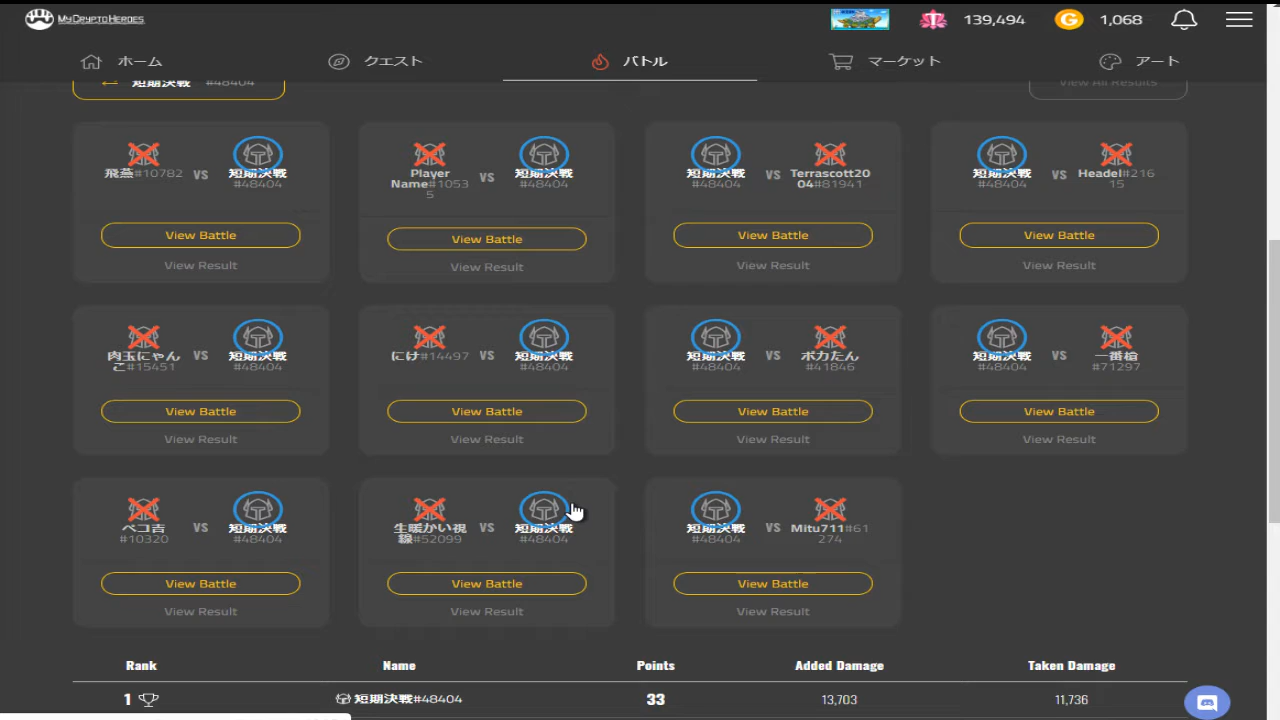 MYCRYPTOHEROES
139,494
1,068
ホーム
クエスト
バトル
マーケット
アート
短期決戦 #48404
View All Results
飛燕#10782
VS
短期決戦
#48404
View Battle
View Result
Player
Name#1053
5
VS
短期決戦
#48404
View Battle
View Result
短期決戦
#48404
VS
Terrascott20
04#81941
View Battle
View Result
短期決戦
#48404
VS
Headel#216
15
View Battle
View Result
肉玉にゃん
こ#15451
VS
短期決戦
#48404
View Battle
View Result
にけ#14497
VS
短期決戦
#48404
View Battle
View Result
短期決戦
#48404
VS
ポカたん
#41846
View Battle
View Result
短期決戦
#48404
VS
一番槍
#71297
View Battle
View Result
ペコ吉
#10320
VS
短期決戦
#48404
View Battle
View Result
生暖かい視
線#52099
VS
短期決戦
#48404
View Battle
View Result
短期決戦
#48404
VS
Mitu711#61
274
View Battle
View Result
Rank Name Points Added Damage Taken Damage
1 短期決戦#48404 33 13,703 11,736